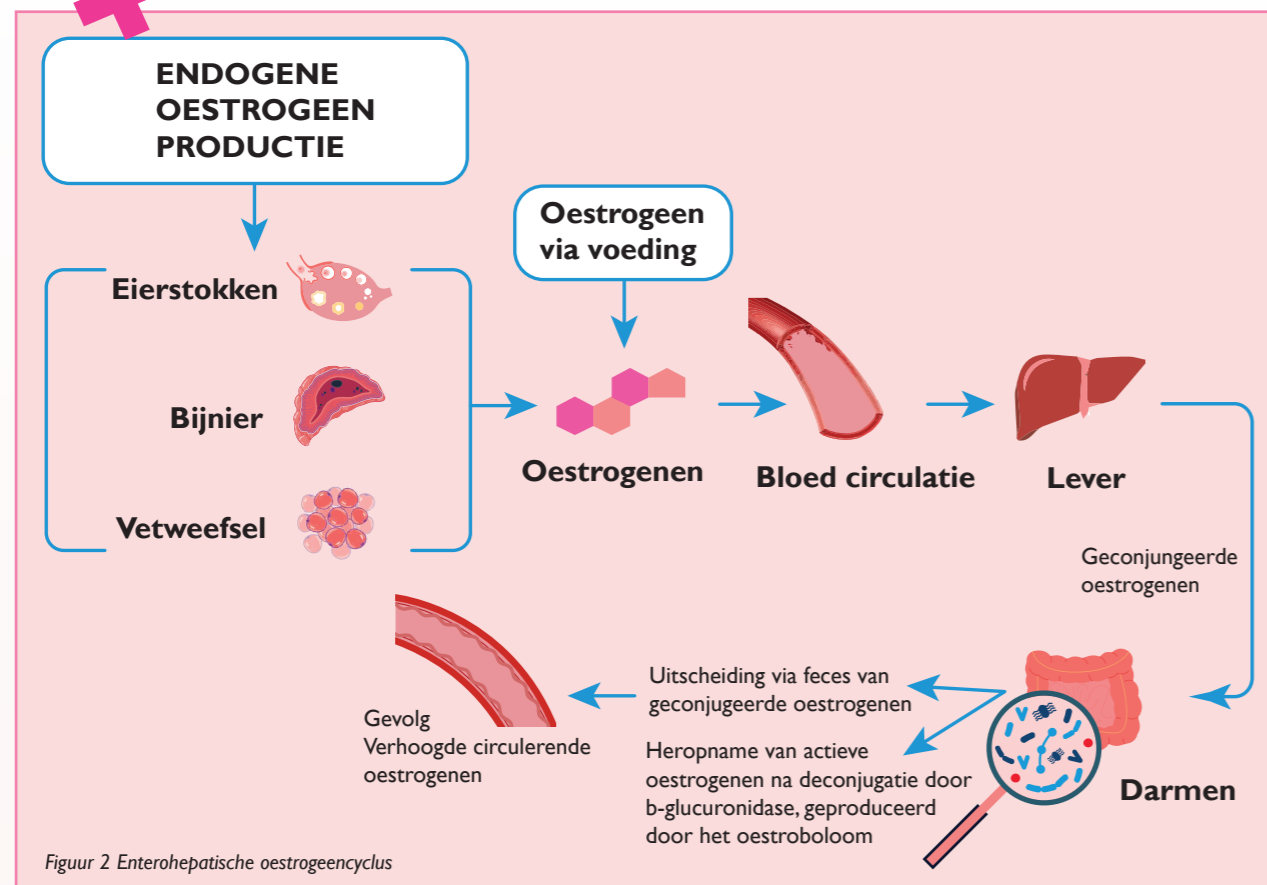 ENDOGENE
OESTROGEEN
PRODUCTIE
Oestrogeen
via voeding
Eierstokken
Bijnier
Vetweefsel
Oestrogenen
Bloed circulatie
Lever
Geconjungeerde
oestrogenen
Darmen
Uitscheiding via feces van
geconjugeerde oestrogenen
Heropname van actieve
oestrogenen na deconjugatie door
b-glucuronidase, geproduceerd
door het oestroboloom
Gevolg
Verhoogde circulerende
oestrogenen
Figuur 2 Enterohepatische oestrogeencyclus